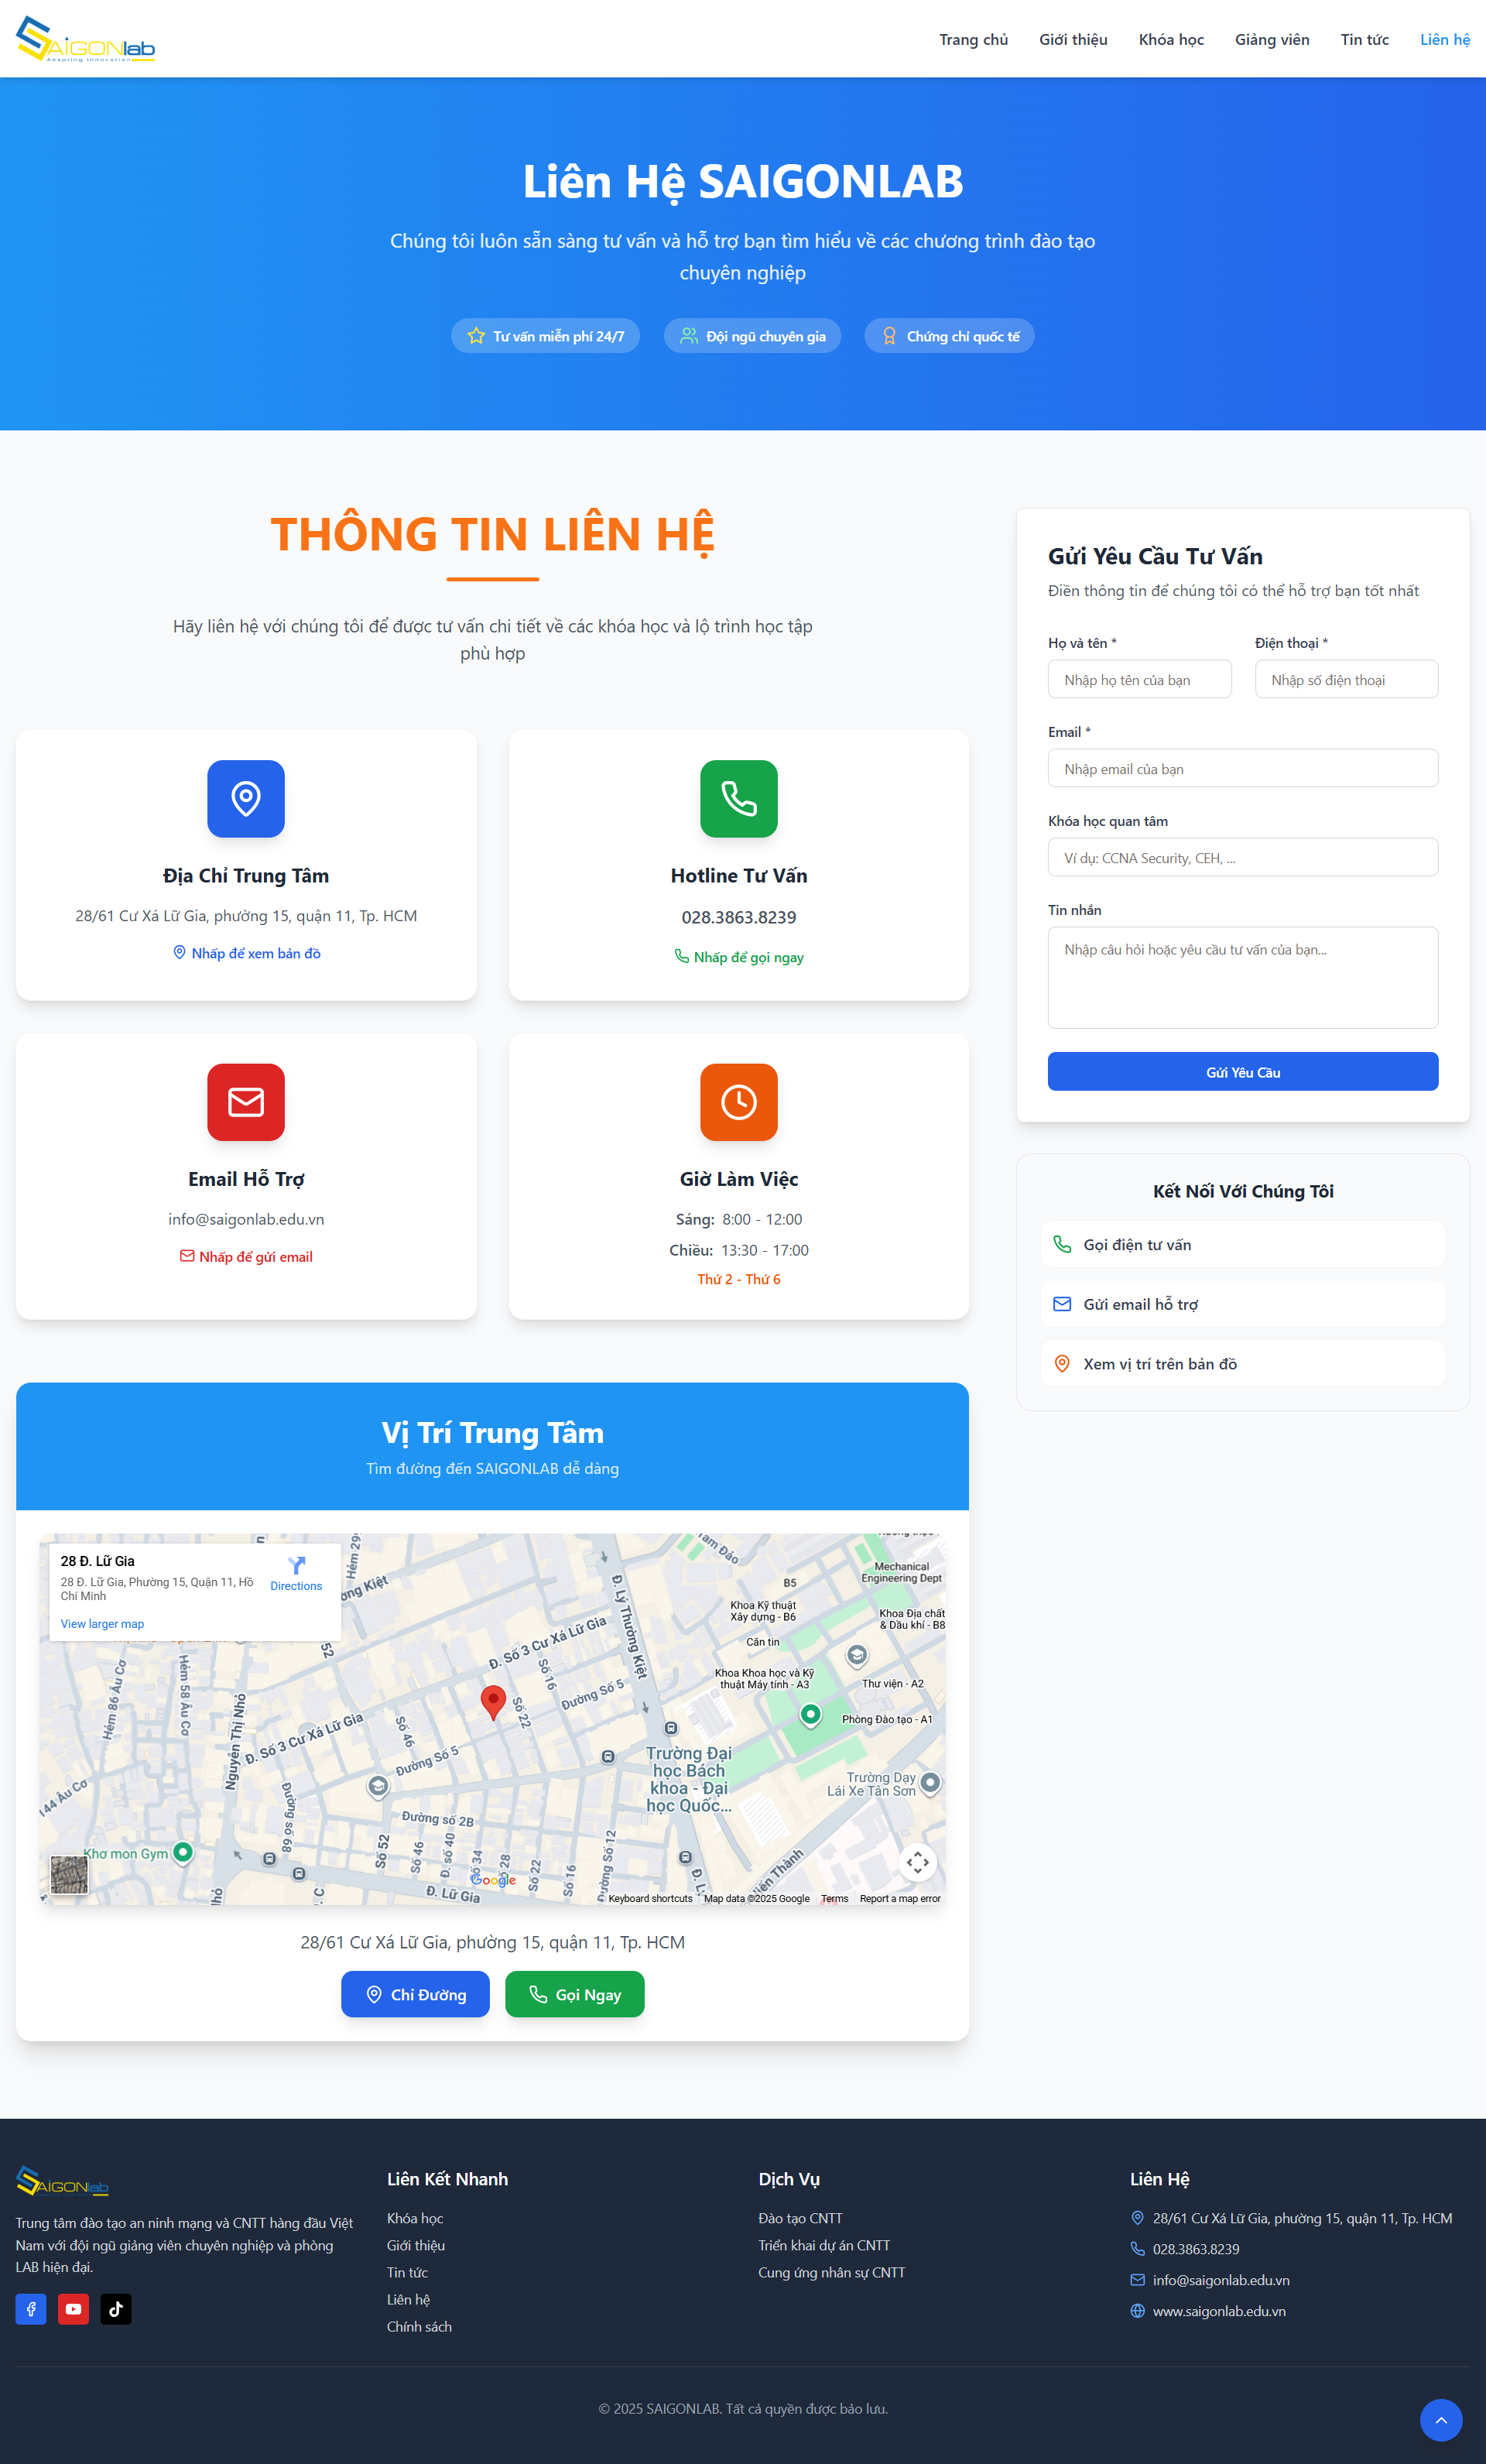 SAIGONlab
Adapting Innovation
Trang chủ
Giới thiệu
Khóa học
Giảng viên
Tin tức
Liên hệ
Liên Hệ SAIGONLAB
Chúng tôi luôn sẵn sàng tư vấn và hỗ trợ bạn tìm hiểu về các chương trình đào tạo
chuyên nghiệp
Tư vấn miễn phí 24/7
Đội ngũ chuyên gia
Chứng chỉ quốc tế
THÔNG TIN LIÊN HỆ
Hãy liên hệ với chúng tôi để được tư vấn chi tiết về các khóa học và lộ trình học tập
phù hợp
Địa Chỉ Trung Tâm
28/61 Cư Xá Lữ Gia, phường 15, quận 11, Tp. HCM
Nhấp để xem bản đồ
Hotline Tư Vấn
028.3863.8239
Nhấp để gọi ngay
Email Hỗ Trợ
info@saigonlab.edu.vn
Nhấp để gửi email
Giờ Làm Việc
Sáng: 8:00 - 12:00
Chiều: 13:30 - 17:00
Thứ 2 - Thứ 6
Vị Trí Trung Tâm
Tìm đường đến SAIGONLAB dễ dàng
28 Đ. Lữ Gia
28 Đ. Lữ Gia, Phường 15, Quận 11, Hồ
Chí Minh
Directions
View larger map
Hẻm 29
Tam Đảo
Mechanical
Engineering Dept
B5
Khoa Kỹ thuật
Xây dựng - B6
Khoa Địa chất
& Dầu khí - B8
Căn tin
Khoa Khoa học và Kỹ
thuật Máy tính - A3
Thư viện - A2
Phòng Đào tạo - A1
Đ. Lý Thường Kiệt
Đ. Số 3 Cư Xá Lữ Gia
52
Số 16
Đường Số 5
Số 22
Hẻm 86 Âu Cơ
Hẻm 58 Âu Cơ
Nguyễn Thị Nhỏ
Đ. Số 3 Cư Xá Lữ Gia
Số 46
Đường Số 5
Trường Đại
học Bách
khoa - Đại
học Quốc...
Trường Dạy
Lái Xe Tân Sơn
144 Âu Cơ
Đường số 89
Đường số 2B
Khơ mon Gym
Số 52
Số 46
Đ. số 40
Số 34
Số 22
Số 16
Đường Số 12
Đ. Lữ Gia
Google
Keyboard shortcuts
Map data ©2025 Google
Terms
Report a map error
28/61 Cư Xá Lữ Gia, phường 15, quận 11, Tp. HCM
Chỉ Đường
Gọi Ngay
Gửi Yêu Cầu Tư Vấn
Điền thông tin để chúng tôi có thể hỗ trợ bạn tốt nhất
Họ và tên *
Nhập họ tên của bạn
Điện thoại *
Nhập số điện thoại
Email *
Nhập email của bạn
Khóa học quan tâm
Ví dụ: CCNA Security, CEH, ...
Tin nhắn
Nhập câu hỏi hoặc yêu cầu tư vấn của bạn...
Gửi Yêu Cầu
Kết Nối Với Chúng Tôi
Gọi điện tư vấn
Gửi email hỗ trợ
Xem vị trí trên bản đồ
SAIGONlab
Trung tâm đào tạo an ninh mạng và CNTT hàng đầu Việt
Nam với đội ngũ giảng viên chuyên nghiệp và phòng
LAB hiện đại.
Liên Kết Nhanh
Khóa học
Giới thiệu
Tin tức
Liên hệ
Chính sách
Dịch Vụ
Đào tạo CNTT
Triển khai dự án CNTT
Cung ứng nhân sự CNTT
Liên Hệ
28/61 Cư Xá Lữ Gia, phường 15, quận 11, Tp. HCM
028.3863.8239
info@saigonlab.edu.vn
www.saigonlab.edu.vn
© 2025 SAIGONLAB. Tất cả quyền được bảo lưu.